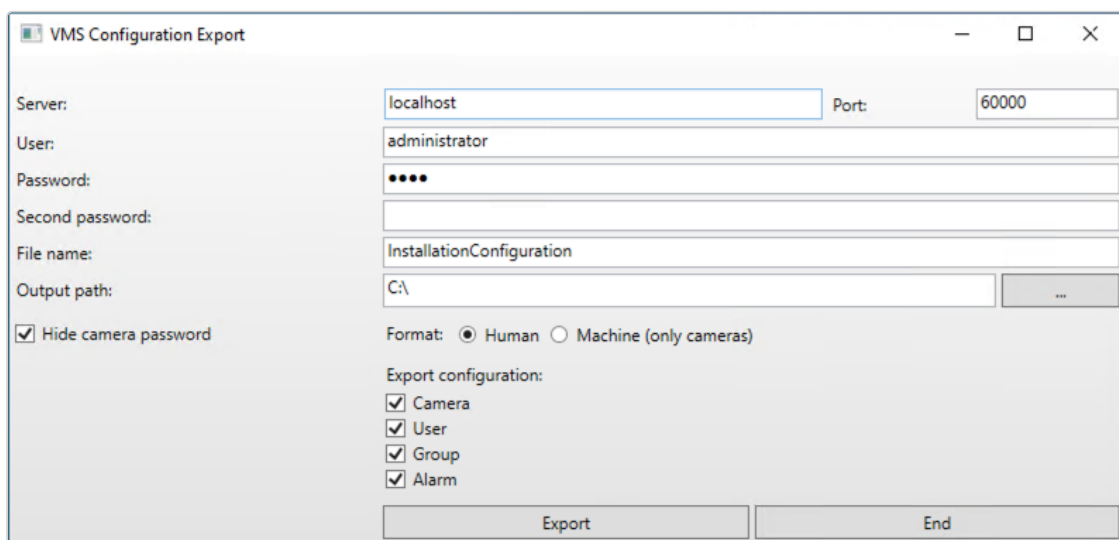 VMS Configuration Export
Server: localhost Port: 60000
User: administrator
Password: ••••
Second password:
File name: InstallationConfiguration
Output path: C:\ ...
Hide camera password Format: Human Machine (only cameras)
Export configuration:
Camera
User
Group
Alarm
Export End